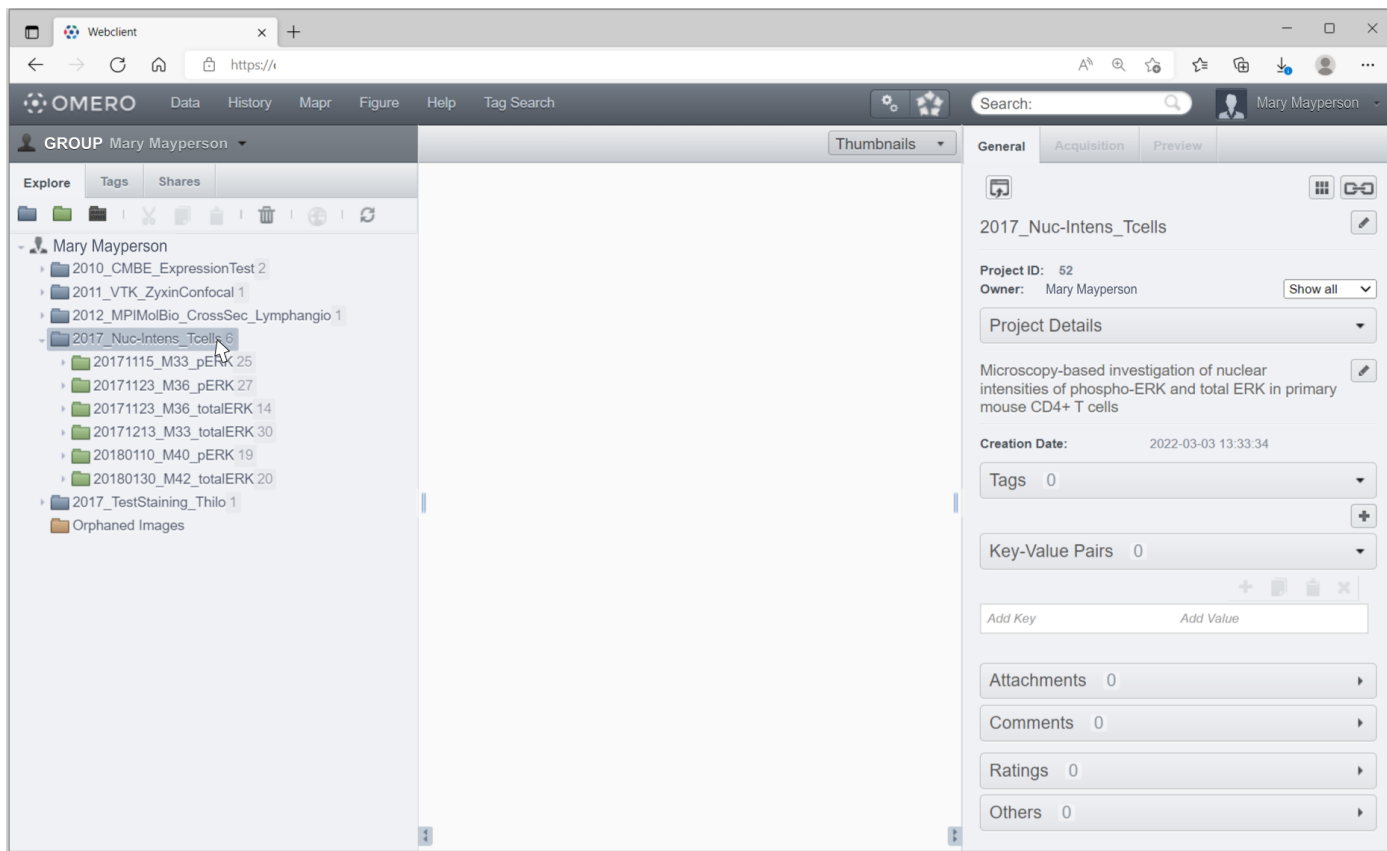 Webclient
https://
OMERO Data History Mapr Figure Help Tag Search Search: Mary Mayperson
GROUP Mary Mayperson
Thumbnails
General Acquisition Preview
Explore Tags Shares
Mary Mayperson
2010_CMBE_ExpressionTest 2
2011_VTK_ZyxinConfocal 1
2012_MPIMolBio_CrossSec_Lymphangio 1
2017_Nuc-Intens_Tcells 6
20171115_M33_pERK 25
20171123_M36_pERK 27
20171123_M36_totalERK 14
20171213_M33_totalERK 30
20180110_M40_pERK 19
20180130_M42_totalERK 20
2017_TestStaining_Thilo 1
Orphaned Images
2017_Nuc-Intens_Tcells
Project ID: 52
Owner: Mary Mayperson Show all
Project Details
Microscopy-based investigation of nuclear
intensities of phospho-ERK and total ERK in primary
mouse CD4+ T cells
Creation Date: 2022-03-03 13:33:34
Tags 0
Key-Value Pairs 0
Add Key Add Value
Attachments 0
Comments 0
Ratings 0
Others 0